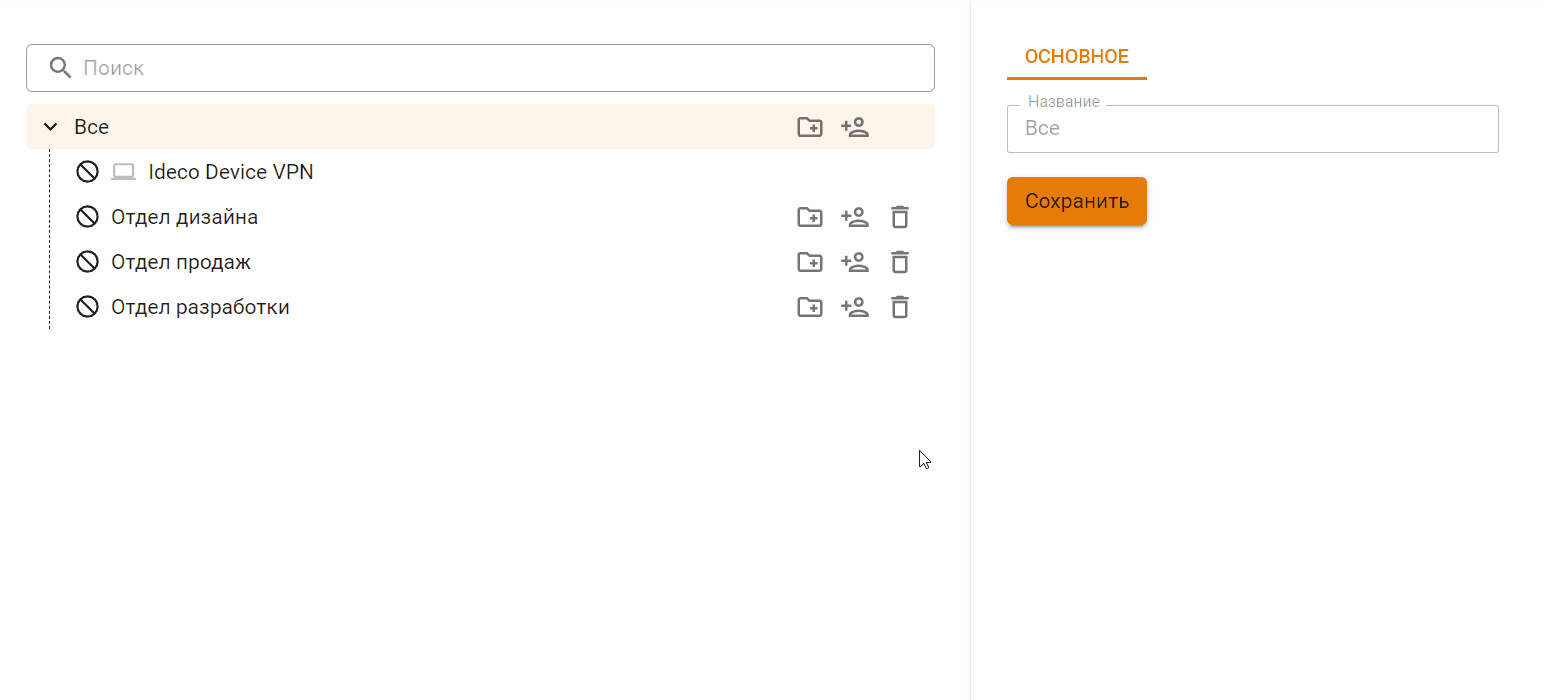 Поиск
Все
Ideco Device VPN
Отдел дизайна
Отдел продаж
Отдел разработки
ОСНОВНОЕ
Название
Все
Сохранить